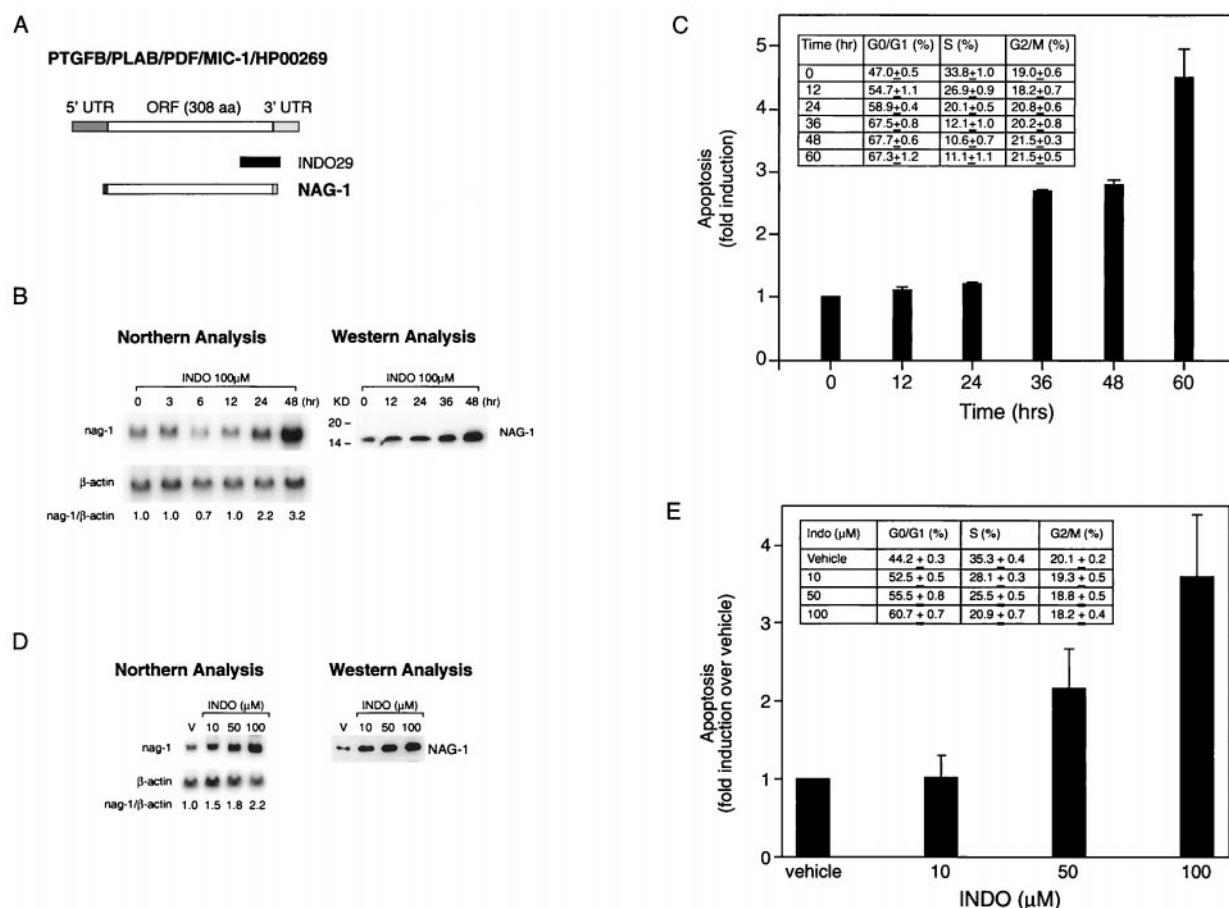 A
PTGFB/PLAB/PDF/MIC-1/HP00269
5' UTR ORF (308 aa) 3' UTR
INDO29
NAG-1
B
Northern Analysis
INDO 100μM
0 3 6 12 24 48 (hr)
nag-1
β-actin
nag-1/β-actin 1.0 1.0 0.7 1.0 2.2 3.2
Western Analysis
INDO 100μM
KD 0 12 24 36 48 (hr)
20 –
14 –
NAG-1
C
Time (hr) G0/G1 (%) S (%) G2/M (%)
0 47.0±0.5 33.8±1.0 19.0±0.6
12 54.7±1.1 26.9±0.9 18.2±0.7
24 58.9±0.4 20.1±0.5 20.8±0.6
36 67.5±0.8 12.1±1.0 20.2±0.8
48 67.7±0.6 10.6±0.7 21.5±0.3
60 67.3±1.2 11.1±1.1 21.5±0.5
Apoptosis
(fold induction)
5
4
3
2
1
0
0 12 24 36 48 60
Time (hrs)
D
Northern Analysis
INDO (μM)
V 10 50 100
nag-1
β-actin
nag-1/β-actin 1.0 1.5 1.8 2.2
Western Analysis
INDO (μM)
V 10 50 100
NAG-1
E
Indo (μM) G0/G1 (%) S (%) G2/M (%)
Vehicle 44.2 ± 0.3 35.3 ± 0.4 20.1 ± 0.2
10 52.5 ± 0.5 28.1 ± 0.3 19.3 ± 0.5
50 55.5 ± 0.8 25.5 ± 0.5 18.8 ± 0.5
100 60.7 ± 0.7 20.9 ± 0.7 18.2 ± 0.4
Apoptosis
(fold induction over vehicle)
4
3
2
1
0
vehicle 10 50 100
INDO (μM)